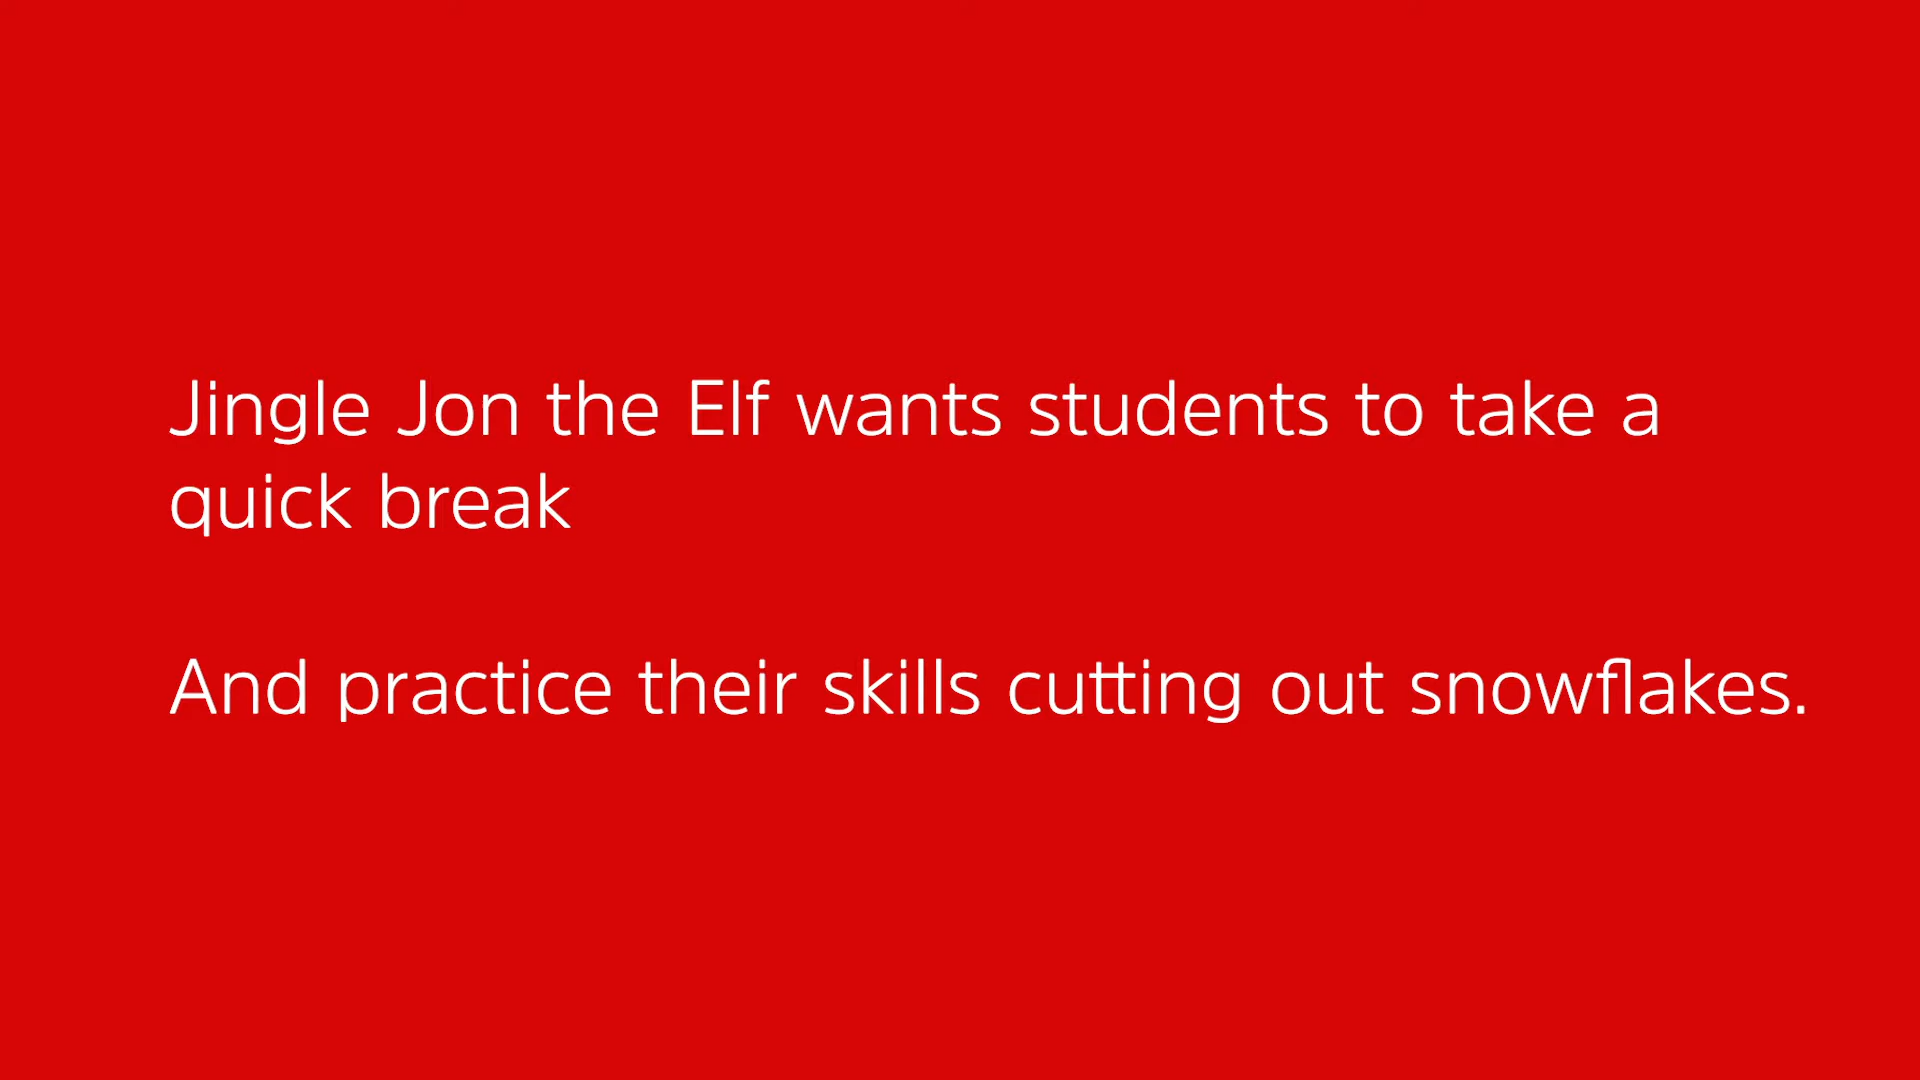 Jingle Jon the Elf wants students to take a
quick break
And practice their skills cutting out snowflakes.